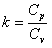 k = C_p / C_v